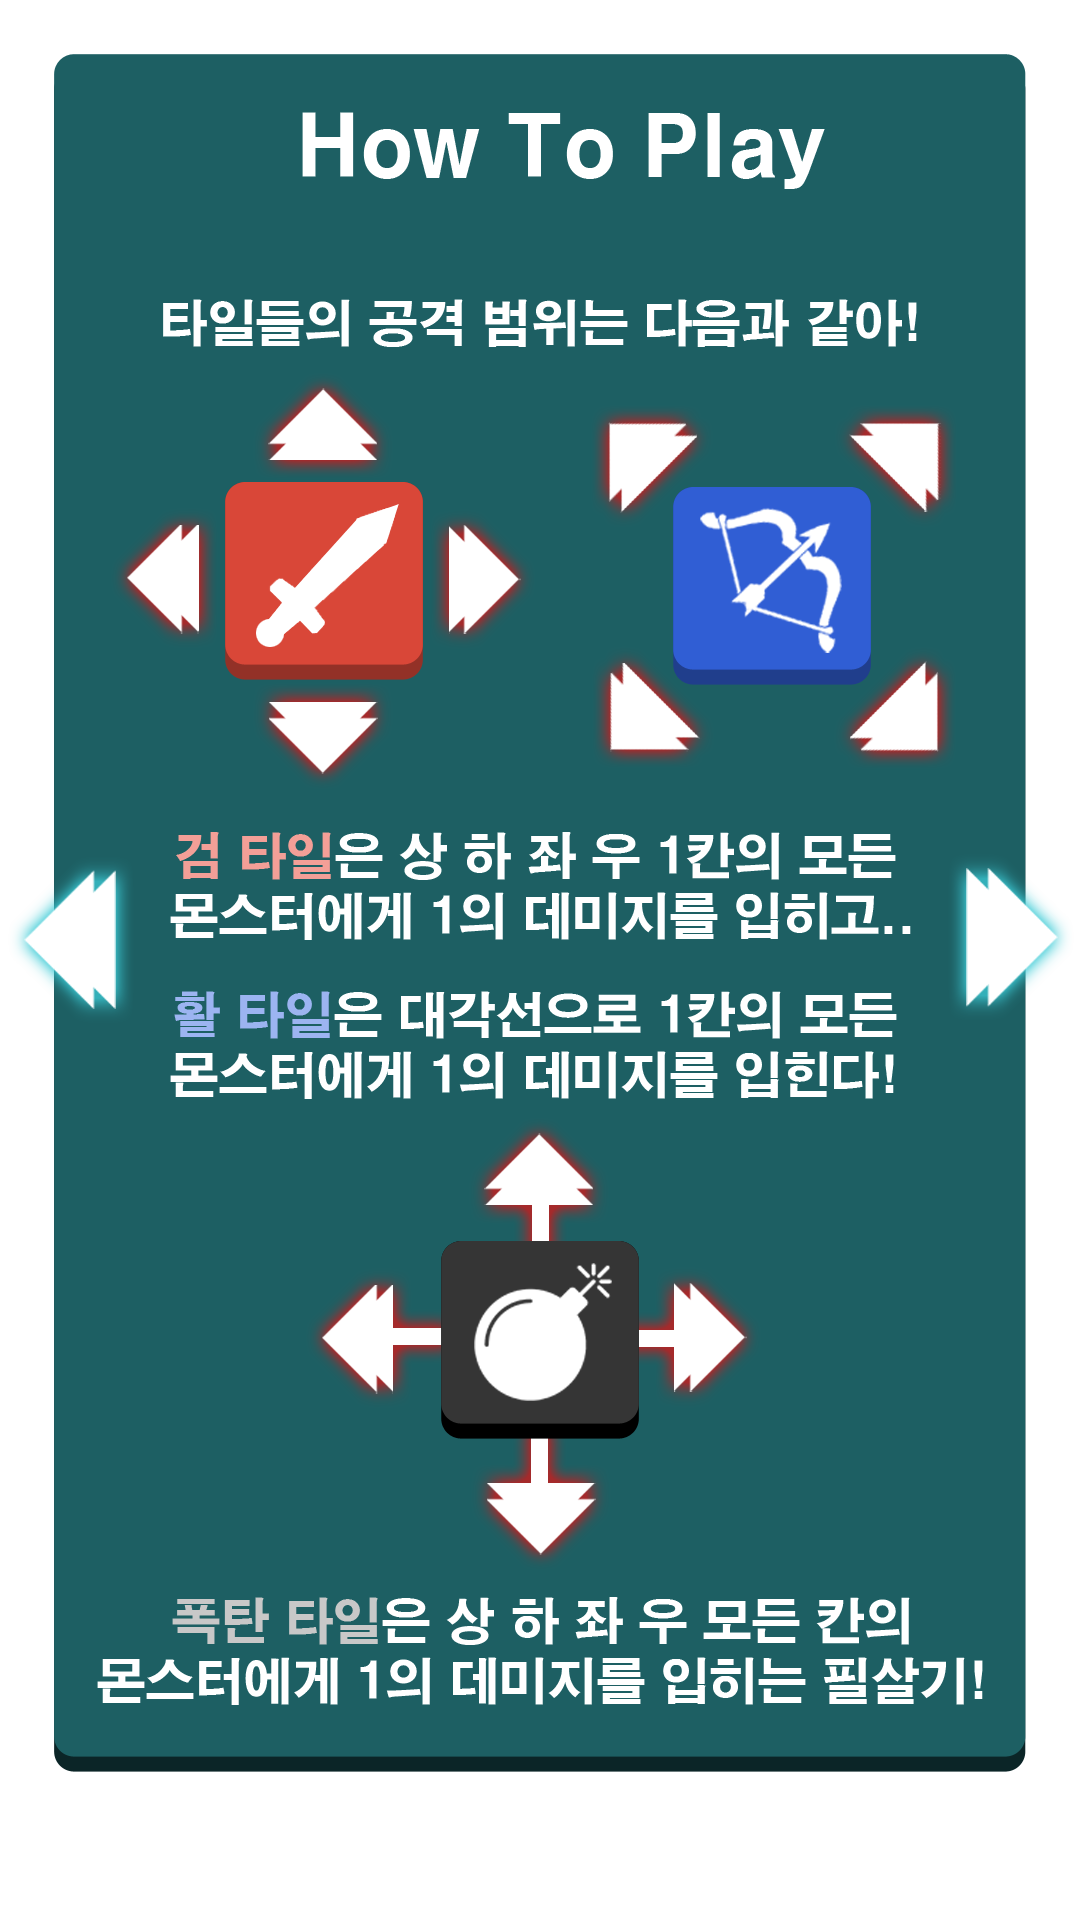 How To Play
타일들의 공격 범위는 다음과 같아!
검 타일은 상 하 좌 우 1칸의 모든
몬스터에게 1의 데미지를 입히고..
활 타일은 대각선으로 1칸의 모든
몬스터에게 1의 데미지를 입힌다!
폭탄 타일은 상 하 좌 우 모든 칸의
몬스터에게 1의 데미지를 입히는 필살기!